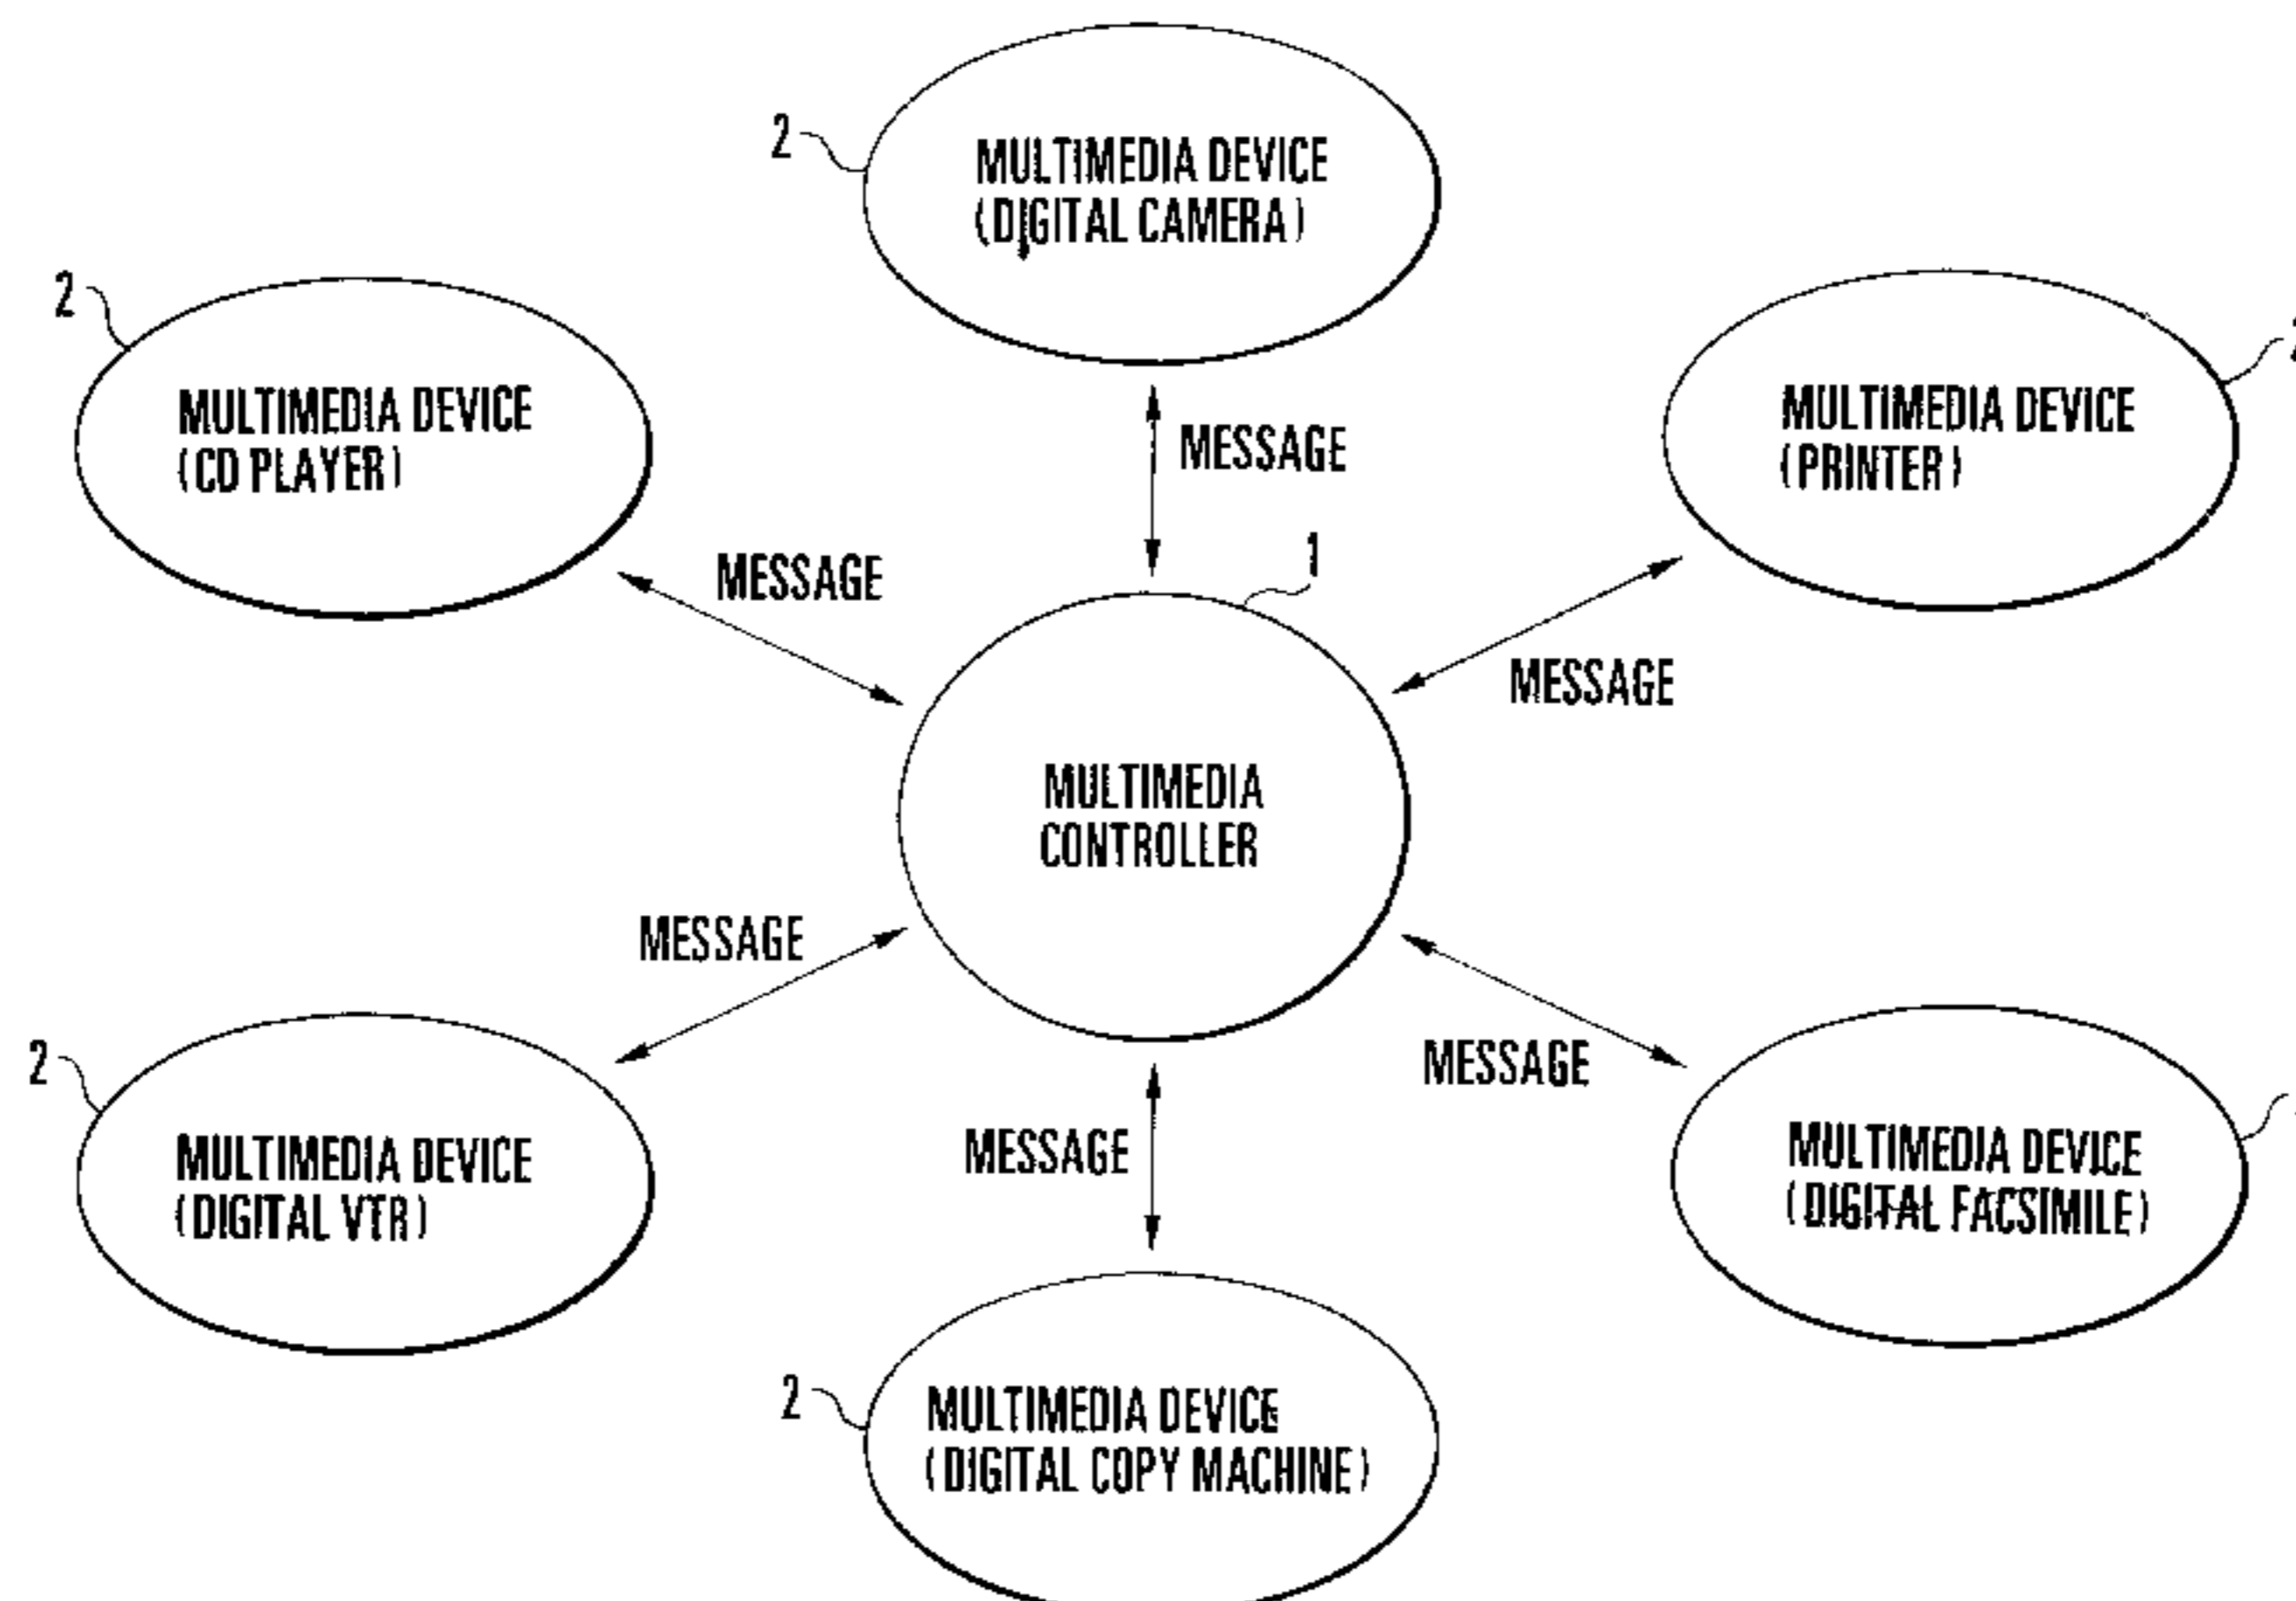 2
MULTIMEDIA DEVICE
(DIGITAL CAMERA)
2
MULTIMEDIA DEVICE
(CD PLAYER)
MULTIMEDIA DEVICE
(PRINTER)
MESSAGE
MESSAGE
1
MESSAGE
MULTIMEDIA
CONTROLLER
MESSAGE
MESSAGE
MESSAGE
2
MULTIMEDIA DEVICE
(DIGITAL VTR)
MULTIMEDIA DEVICE
(DIGITAL FACSIMILE)
2
MULTIMEDIA DEVICE
(DIGITAL COPY MACHINE)